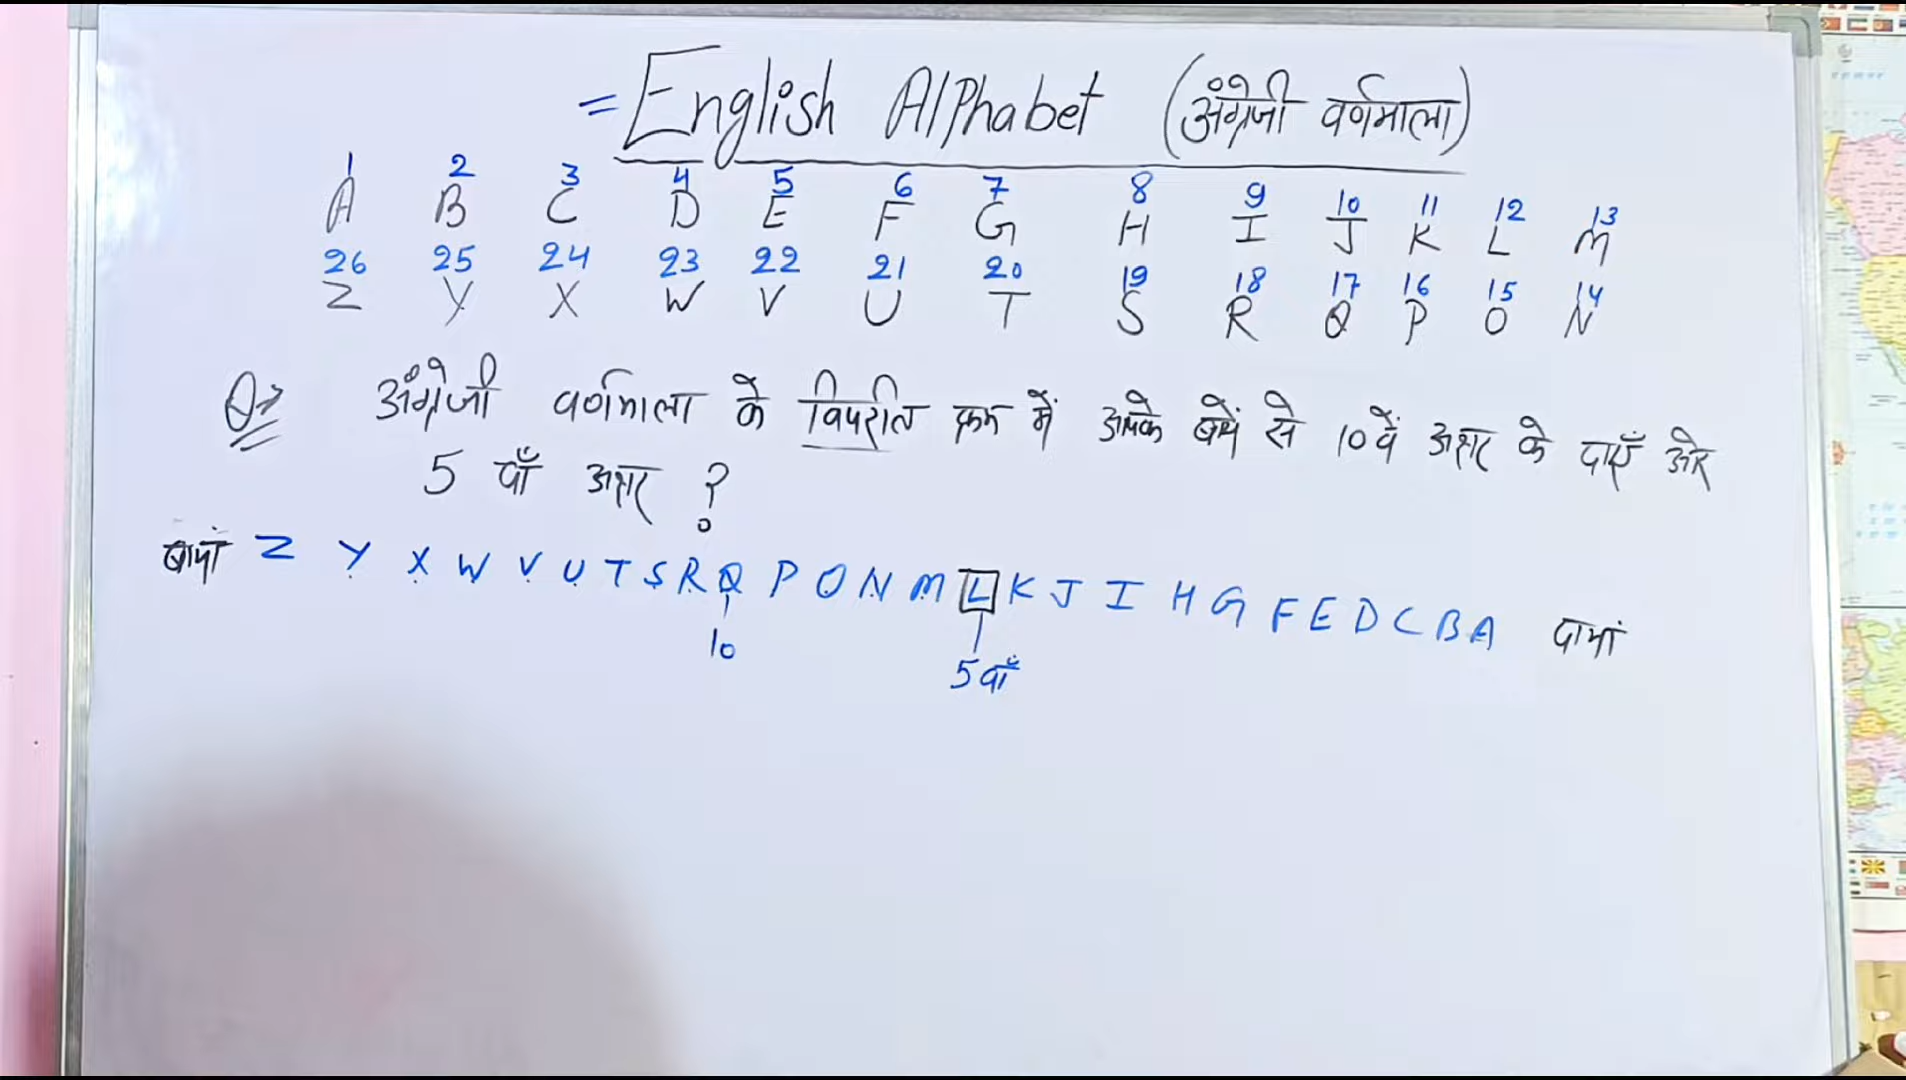 = English Alphabet (अंग्रेजी वर्णमाला)
1 2 3 4 5 6 7 8 9 10 11 12 13
A B C D E F G H I J K L M
26 25 24 23 22 21 20 19 18 17 16 15 14
Z Y X W V U T S R Q P O N
Q→ अंग्रेजी वर्णमाला के विपरीत क्रम में आपके बायें से 10वें अक्षर के दाएँ ओर
5 वाँ अक्षर ?
बायां Z Y X W V U T S R Q P O N M L K J I H G F E D C B A दायां
10 5वाँ